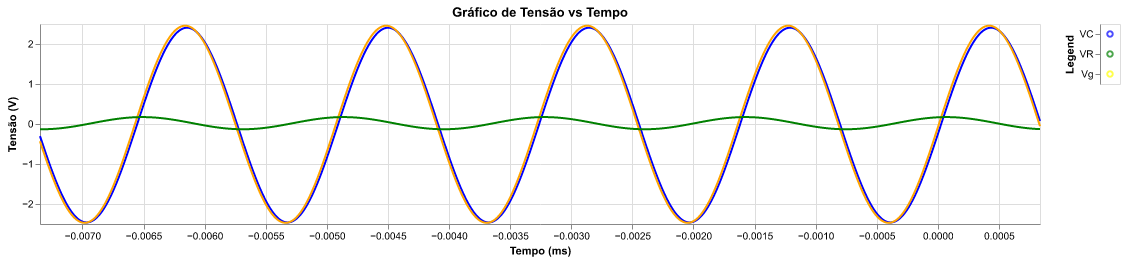 Gráfico de Tensão vs Tempo
Tensão (V)
2
1
0
−1
−2
−0.0070 −0.0065 −0.0060 −0.0055 −0.0050 −0.0045 −0.0040 −0.0035 −0.0030 −0.0025 −0.0020 −0.0015 −0.0010 −0.0005 0.0000 0.0005
Tempo (ms)
Legend
VC
VR
Vg